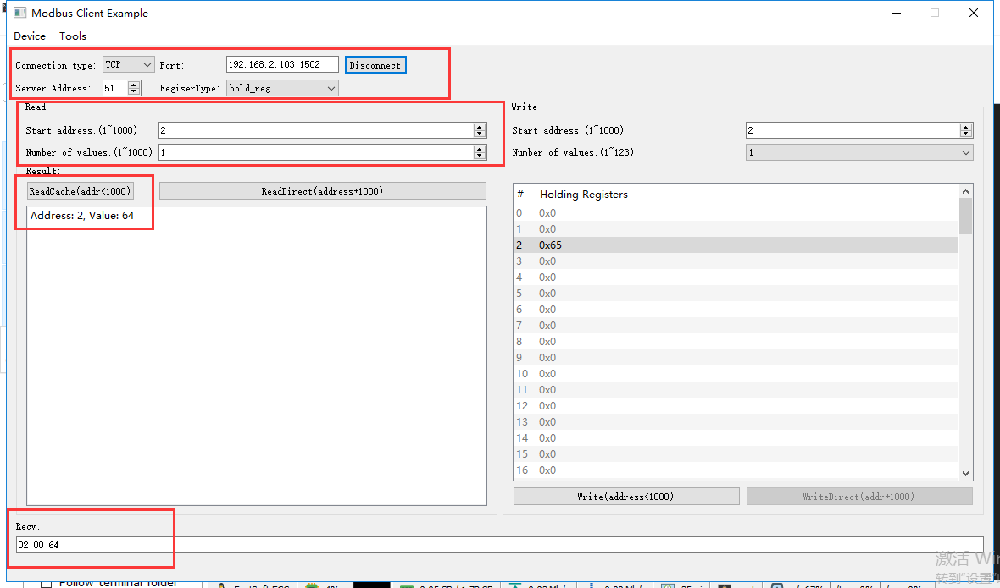 Modbus Client Example
Device Tools
Connection type: TCP Port: 192.168.2.103:1502 Disconnect
Server Address: 51 RegiserType: hold_reg
Read
Start address:(1~1000) 2
Number of values:(1~1000) 1
Result:
ReadCache(addr<1000) ReadDirect(address+1000)
Address: 2, Value: 64
Write
Start address:(1~1000) 2
Number of values:(1~123) 1
# Holding Registers
0 0x0
1 0x0
2 0x65
3 0x0
4 0x0
5 0x0
6 0x0
7 0x0
8 0x0
9 0x0
10 0x0
11 0x0
12 0x0
13 0x0
14 0x0
15 0x0
16 0x0
Write(address<1000) WriteDirect(addr+1000)
Recv:
02 00 64
激活 Wi
转到"设置"
Follow terminal folder